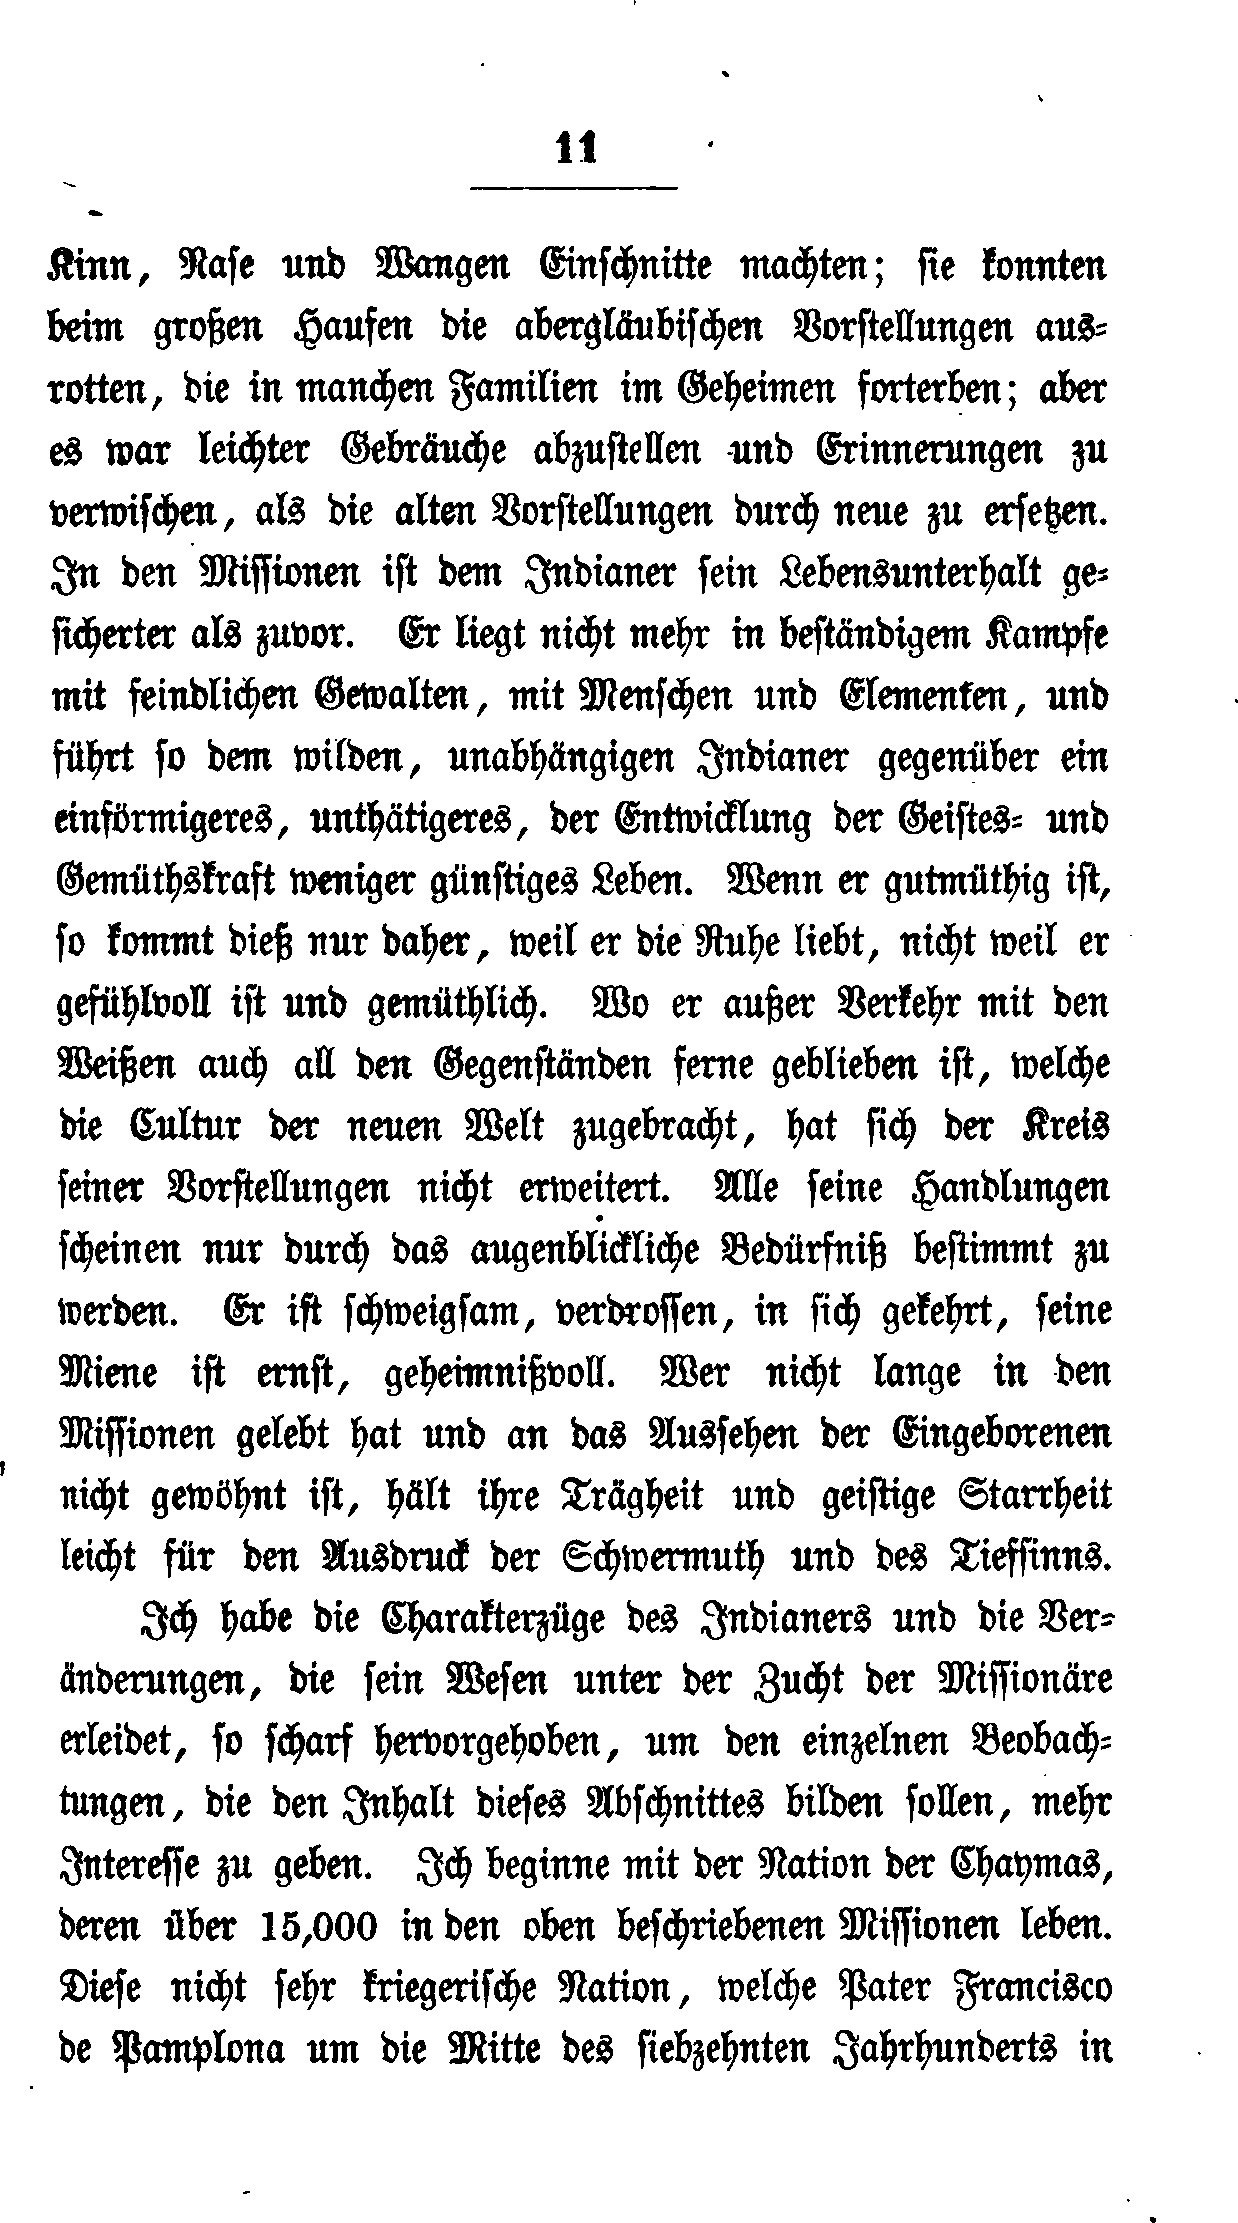 11
Kinn, Naſe und Wangen Einſchnitte machten; ſie konnten
beim großen Haufen die abergläubiſchen Vorſtellungen aus-
rotten, die in manchen Familien im Geheimen forterben; aber
es war leichter Gebräuche abzuſtellen und Erinnerungen zu
verwiſchen, als die alten Vorſtellungen durch neue zu erſetzen.
In den Miſſionen iſt dem Indianer ſein Lebensunterhalt ge-
ſicherter als zuvor. Er liegt nicht mehr in beſtändigem Kampfe
mit feindlichen Gewalten, mit Menſchen und Elementen, und
führt ſo dem wilden, unabhängigen Indianer gegenüber ein
einförmigeres, unthätigeres, der Entwicklung der Geiſtes- und
Gemüthskraft weniger günſtiges Leben. Wenn er gutmüthig iſt,
ſo kommt dieß nur daher, weil er die Ruhe liebt, nicht weil er
gefühlvoll iſt und gemüthlich. Wo er außer Verkehr mit den
Weißen auch all den Gegenſtänden ferne geblieben iſt, welche
die Cultur der neuen Welt zugebracht, hat ſich der Kreis
ſeiner Vorſtellungen nicht erweitert. Alle ſeine Handlungen
ſcheinen nur durch das augenblickliche Bedürfniß beſtimmt zu
werden. Er iſt ſchweigſam, verdroſſen, in ſich gekehrt, ſeine
Miene iſt ernſt, geheimnißvoll. Wer nicht lange in den
Miſſionen gelebt hat und an das Ausſehen der Eingeborenen
nicht gewöhnt iſt, hält ihre Trägheit und geiſtige Starrheit
leicht für den Ausdruck der Schwermuth und des Tiefſinns.
Ich habe die Charakterzüge des Indianers und die Ver-
änderungen, die ſein Weſen unter der Zucht der Miſſionäre
erleidet, ſo ſcharf hervorgehoben, um den einzelnen Beobach-
tungen, die den Inhalt dieſes Abſchnittes bilden ſollen, mehr
Intereſſe zu geben. Ich beginne mit der Nation der Chaymas,
deren über 15,000 in den oben beſchriebenen Miſſionen leben.
Dieſe nicht ſehr kriegeriſche Nation, welche Pater Francisco
de Pamplona um die Mitte des ſiebzehnten Jahrhunderts in